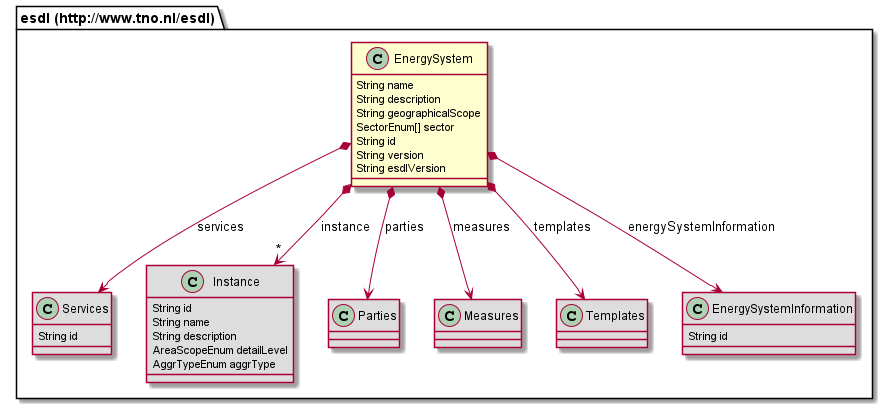 esdl (http://www.tno.nl/esdl)
C EnergySystem
String name
String description
String geographicalScope
SectorEnum[] sector
String id
String version
String esdlVersion
services
instance
parties
measures
templates
energySystemInformation
*
C Services
String id
C Instance
String id
String name
String description
AreaScopeEnum detailLevel
AggrTypeEnum aggrType
C Parties
C Measures
C Templates
C EnergySystemInformation
String id